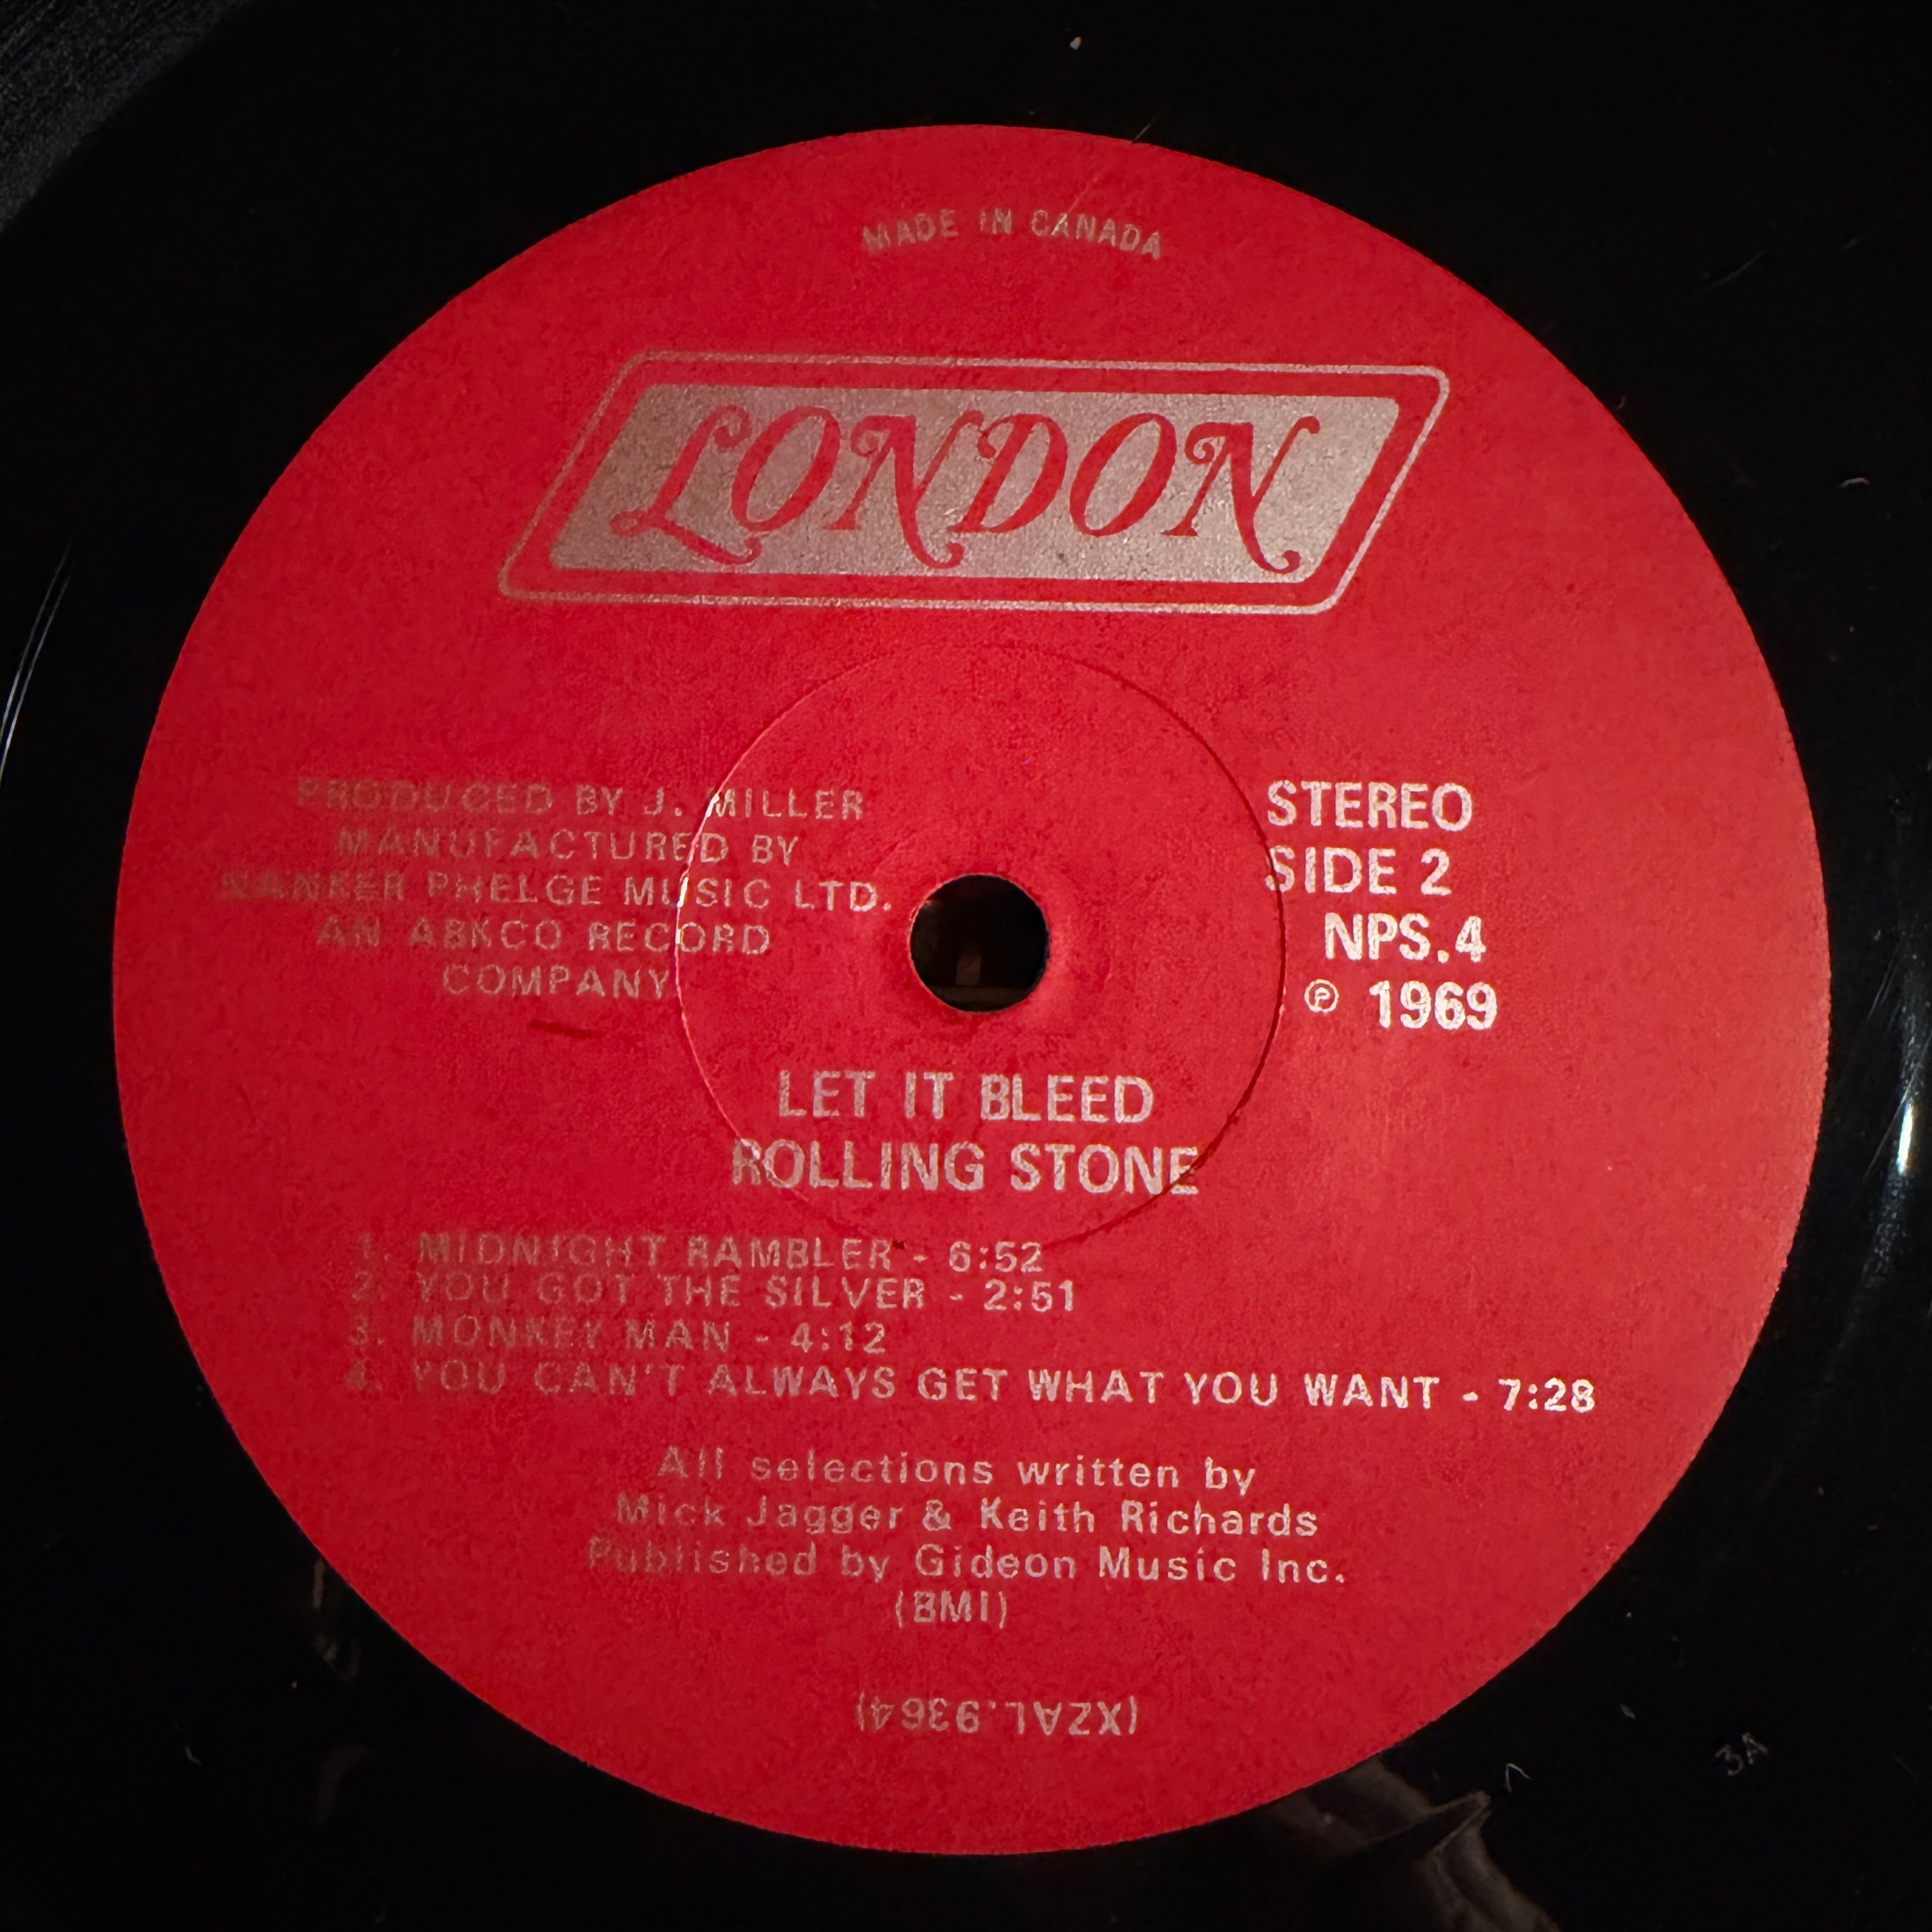 MADE IN CANADA
LONDON
PRODUCED BY J. MILLER
MANUFACTURED BY
NANKER PHELGE MUSIC LTD.
AN ABKCO RECORD
COMPANY
STEREO
SIDE 2
NPS.4
℗ 1969
LET IT BLEED
ROLLING STONE
1. MIDNIGHT RAMBLER - 6:52
2. YOU GOT THE SILVER - 2:51
3. MONKEY MAN - 4:12
4. YOU CAN'T ALWAYS GET WHAT YOU WANT - 7:28
All selections written by
Mick Jagger & Keith Richards
Published by Gideon Music Inc.
(BMI)
(XZAL.9364)
3A